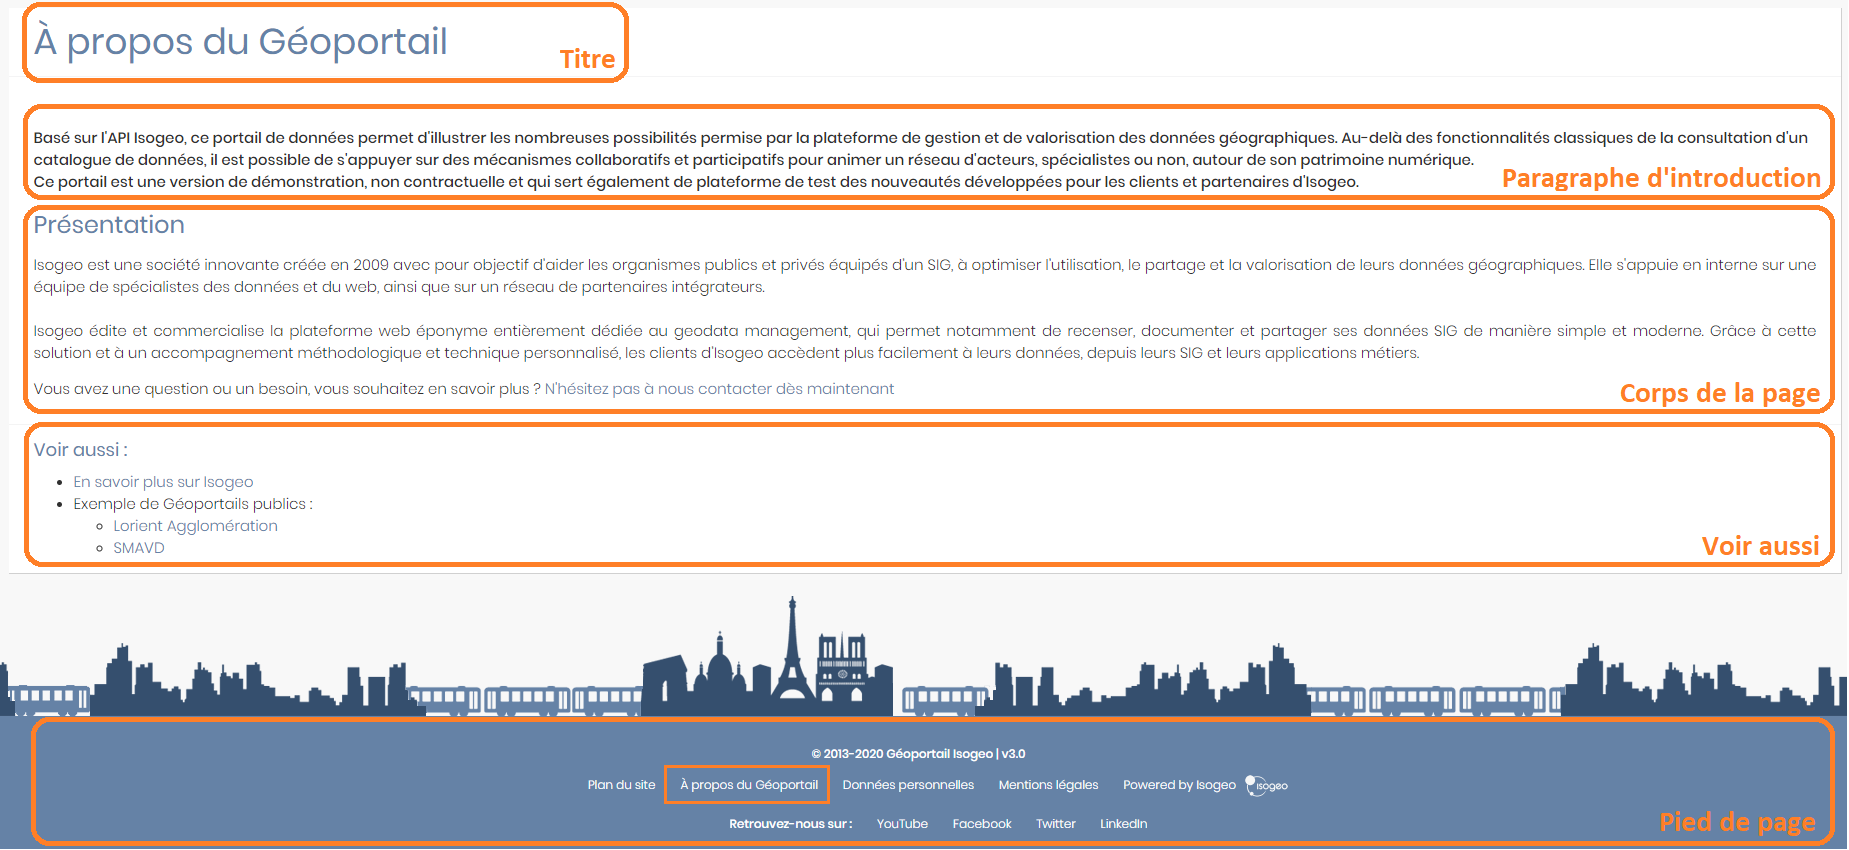 À propos du Géoportail
Titre
Basé sur l'API Isogeo, ce portail de données permet d'illustrer les nombreuses possibilités permise par la plateforme de gestion et de valorisation des données géographiques. Au-delà des fonctionnalités classiques de la consultation d'un
catalogue de données, il est possible de s'appuyer sur des mécanismes collaboratifs et participatifs pour animer un réseau d'acteurs, spécialistes ou non, autour de son patrimoine numérique.
Ce portail est une version de démonstration, non contractuelle et qui sert également de plateforme de test des nouveautés développées pour les clients et partenaires d'Isogeo.
Paragraphe d'introduction
Présentation
Isogeo est une société innovante créée en 2009 avec pour objectif d'aider les organismes publics et privés équipés d'un SIG, à optimiser l'utilisation, le partage et la valorisation de leurs données géographiques. Elle s'appuie en interne sur une
équipe de spécialistes des données et du web, ainsi que sur un réseau de partenaires intégrateurs.
Isogeo édite et commercialise la plateforme web éponyme entièrement dédiée au geodata management, qui permet notamment de recenser, documenter et partager ses données SIG de manière simple et moderne. Grâce à cette
solution et à un accompagnement méthodologique et technique personnalisé, les clients d'Isogeo accèdent plus facilement à leurs données, depuis leurs SIG et leurs applications métiers.
Vous avez une question ou un besoin, vous souhaitez en savoir plus ? N'hésitez pas à nous contacter dès maintenant
Corps de la page
Voir aussi :
En savoir plus sur Isogeo
Exemple de Géoportails publics :
Lorient Agglomération
SMAVD
Voir aussi
© 2013-2020 Géoportail Isogeo | v3.0
Plan du site À propos du Géoportail Données personnelles Mentions légales Powered by Isogeo isogeo
Retrouvez-nous sur : YouTube Facebook Twitter LinkedIn
Pied de page